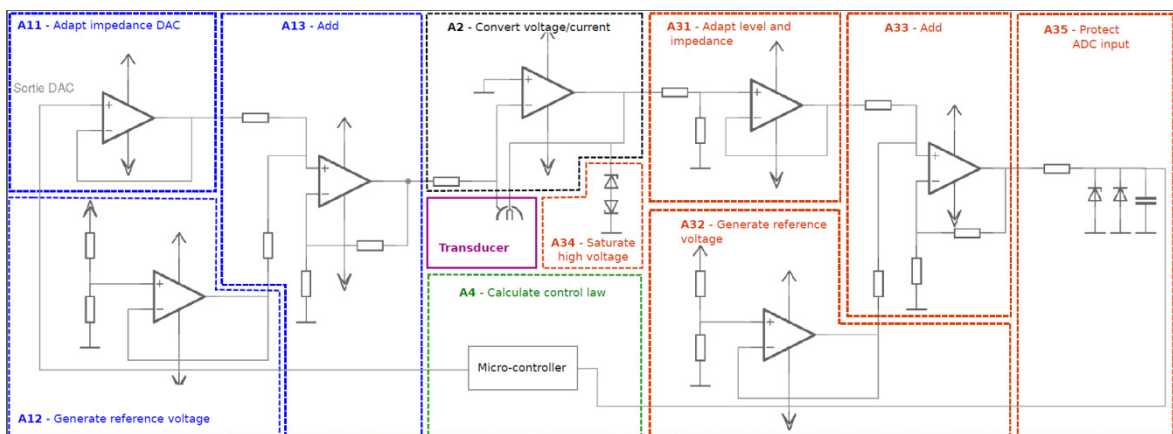 A11 - Adapt impedance DAC
A13 - Add
A2 - Convert voltage/current
A31 - Adapt level and
impedance
A33 - Add
A35 - Protect
ADC input
Sortie DAC
+
-
+
-
+
-
+
-
+
-
Transducer
A34 - Saturate
high voltage
A32 - Generate reference
voltage
+
-
A4 - Calculate control law
+
-
Micro-controller
A12 - Generate reference voltage